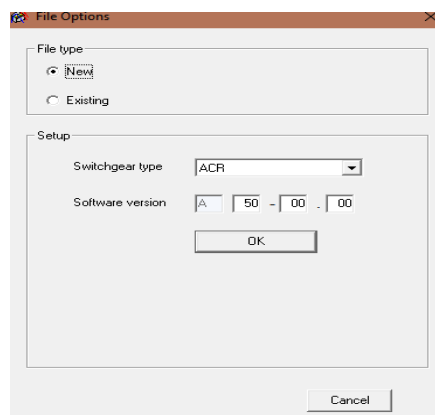 File Options
File type
New
Existing
Setup
Switchgear type ACR
Software version A 50 - 00 . 00
OK
Cancel